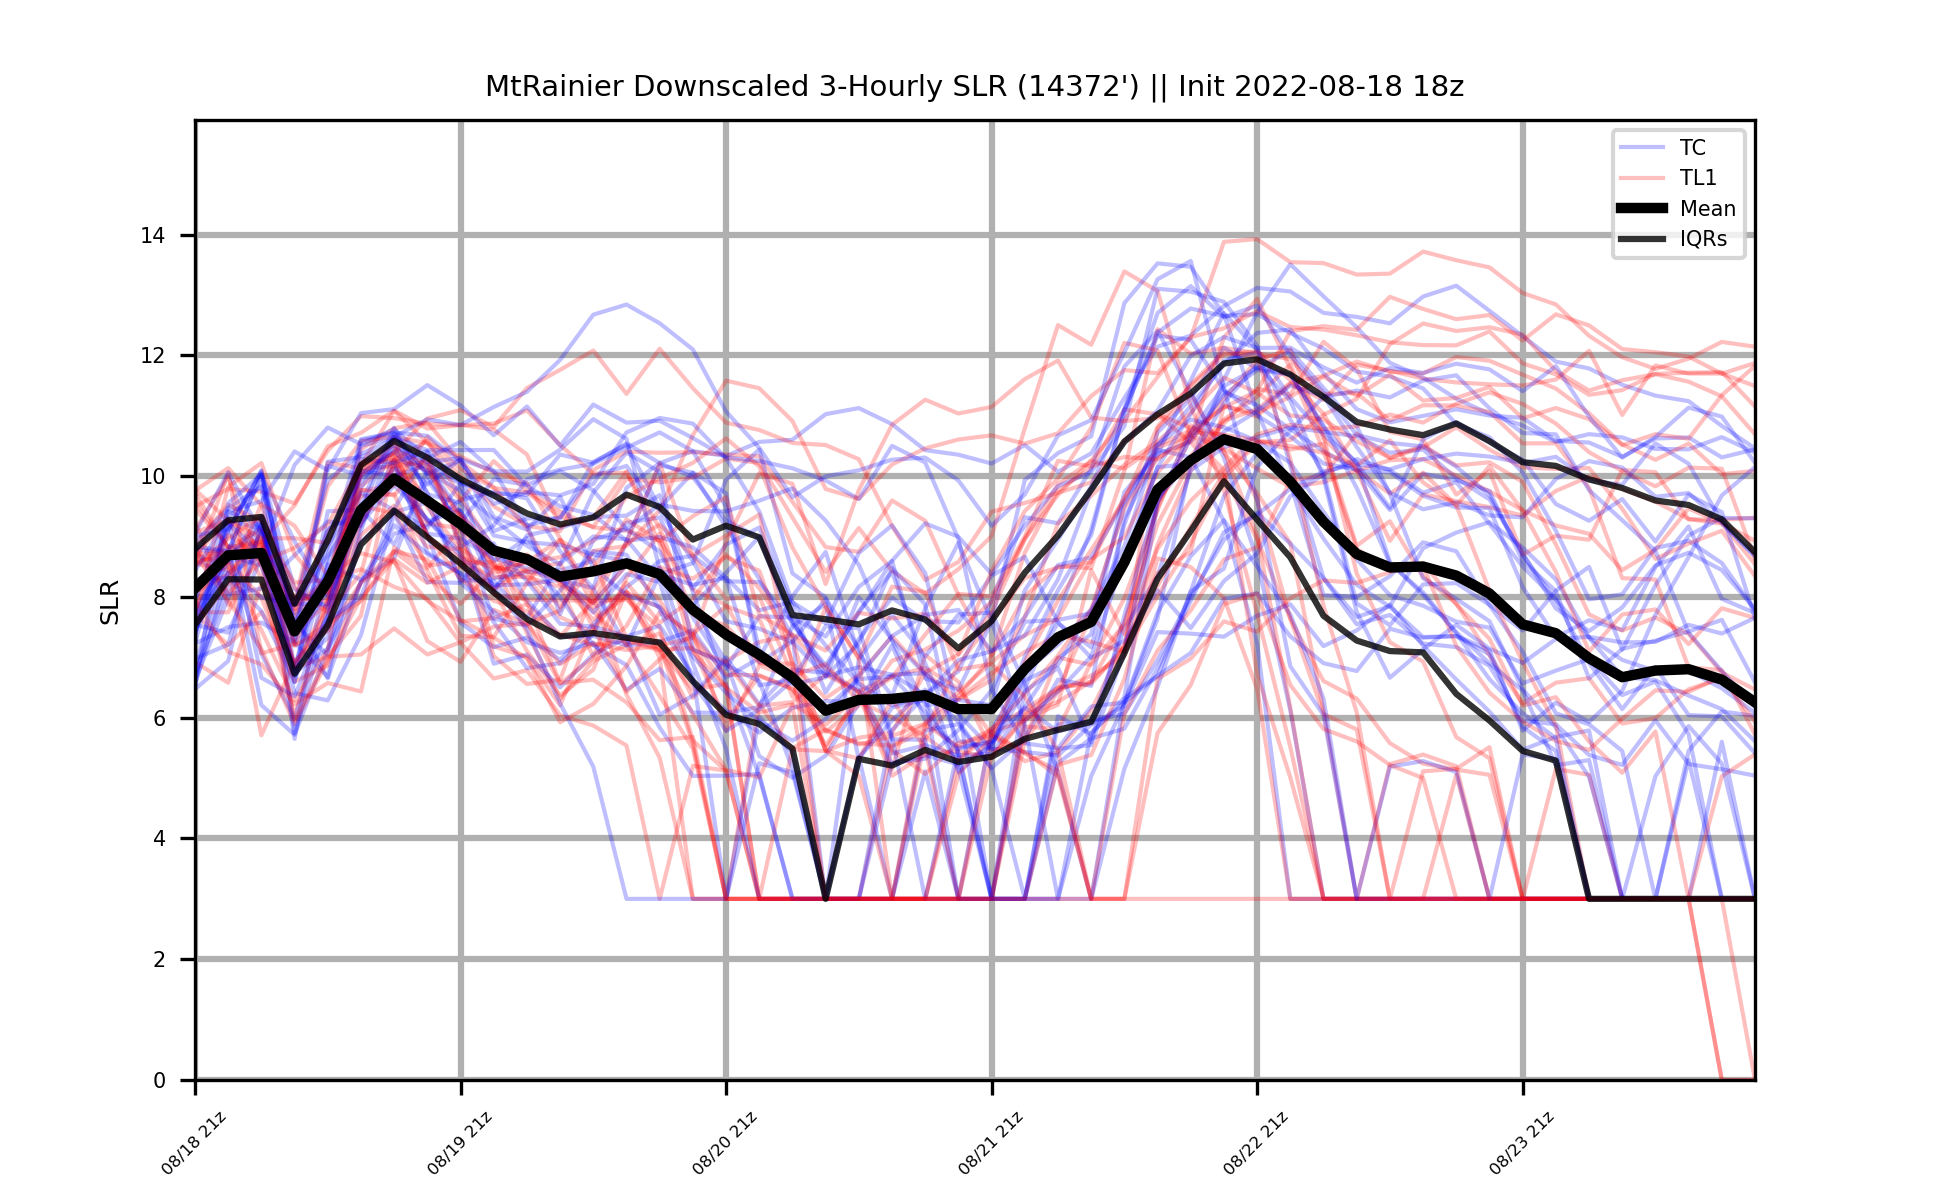 MtRainier Downscaled 3-Hourly SLR (14372') || Init 2022-08-18 18z
TC
TL1
Mean
IQRs
SLR
14
12
10
8
6
4
2
0
08/18 21z
08/19 21z
08/20 21z
08/21 21z
08/22 21z
08/23 21z